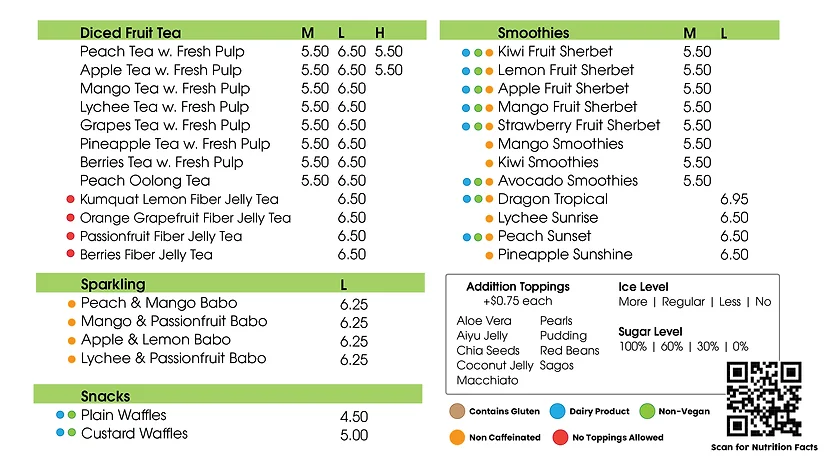 Diced Fruit Tea M L H
Peach Tea w. Fresh Pulp 5.50 6.50 5.50
Apple Tea w. Fresh Pulp 5.50 6.50 5.50
Mango Tea w. Fresh Pulp 5.50 6.50
Lychee Tea w. Fresh Pulp 5.50 6.50
Grapes Tea w. Fresh Pulp 5.50 6.50
Pineapple Tea w. Fresh Pulp 5.50 6.50
Berries Tea w. Fresh Pulp 5.50 6.50
Peach Oolong Tea 5.50 6.50
Kumquat Lemon Fiber Jelly Tea 6.50
Orange Grapefruit Fiber Jelly Tea 6.50
Passionfruit Fiber Jelly Tea 6.50
Berries Fiber Jelly Tea 6.50
Sparkling L
Peach & Mango Babo 6.25
Mango & Passionfruit Babo 6.25
Apple & Lemon Babo 6.25
Lychee & Passionfruit Babo 6.25
Snacks
Plain Waffles 4.50
Custard Waffles 5.00
Smoothies M L
Kiwi Fruit Sherbet 5.50
Lemon Fruit Sherbet 5.50
Apple Fruit Sherbet 5.50
Mango Fruit Sherbet 5.50
Strawberry Fruit Sherbet 5.50
Mango Smoothies 5.50
Kiwi Smoothies 5.50
Avocado Smoothies 5.50
Dragon Tropical 6.95
Lychee Sunrise 6.50
Peach Sunset 6.50
Pineapple Sunshine 6.50
Addittion Toppings
+$0.75 each
Aloe Vera Pearls
Aiyu Jelly Pudding
Chia Seeds Red Beans
Coconut Jelly Sagos
Macchiato
Ice Level
More | Regular | Less | No
Sugar Level
100% | 60% | 30% | 0%
Contains Gluten Dairy Product Non-Vegan
Non Caffeinated No Toppings Allowed
Scan for Nutrition Facts